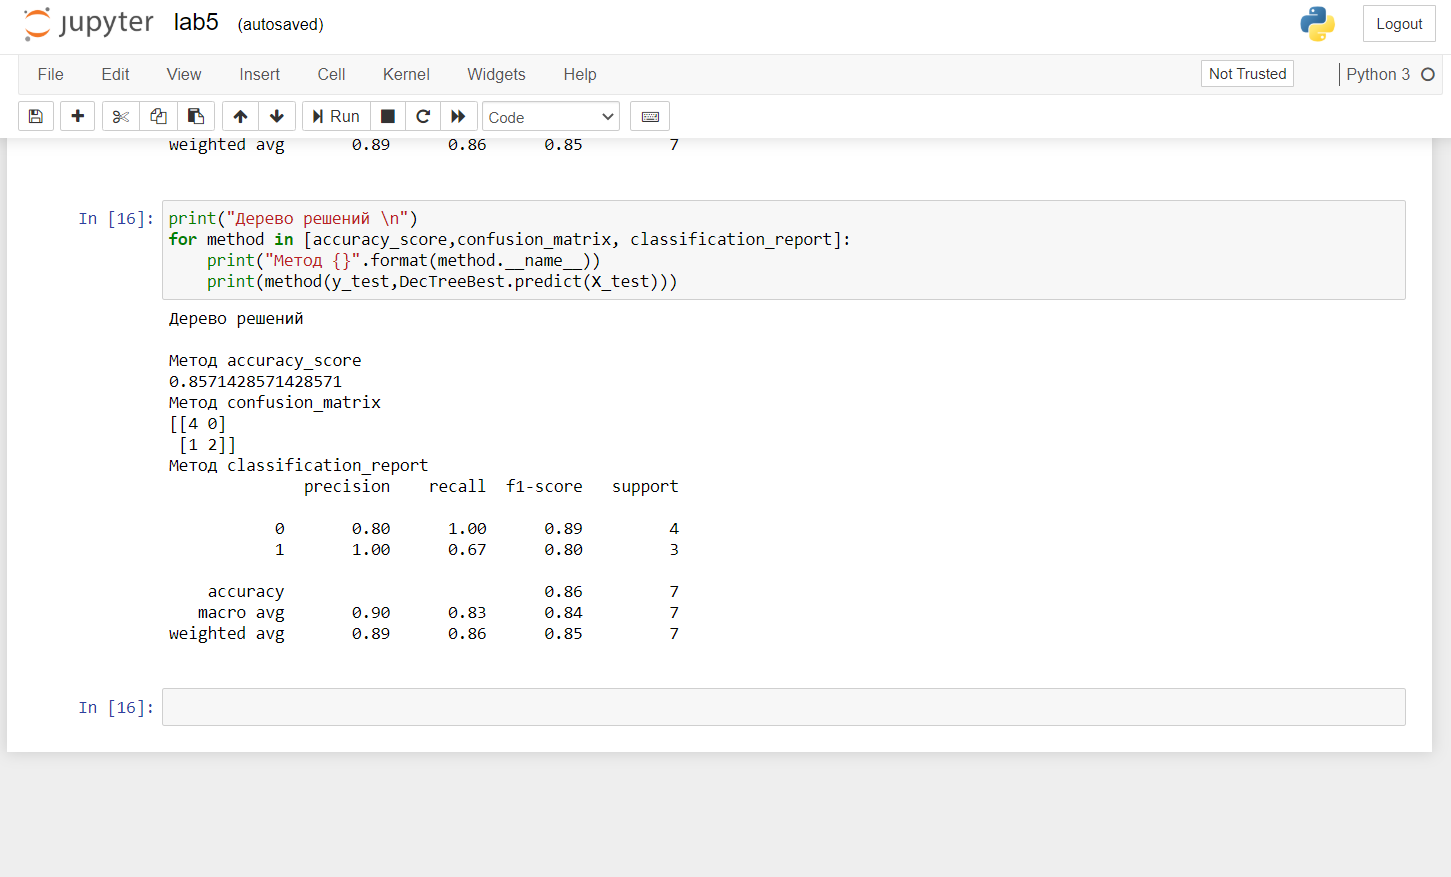 jupyter lab5 (autosaved)
Logout
File Edit View Insert Cell Kernel Widgets Help
Not Trusted
Python 3
Run
Code
weighted avg       0.89      0.86      0.85         7
In [16]:
print("Дерево решений \n")
for method in [accuracy_score,confusion_matrix, classification_report]:
    print("Метод {}".format(method.__name__))
    print(method(y_test,DecTreeBest.predict(X_test)))
Дерево решений
Метод accuracy_score
0.8571428571428571
Метод confusion_matrix
[[4 0]
 [1 2]]
Метод classification_report
              precision    recall  f1-score   support
           0       0.80      1.00      0.89         4
           1       1.00      0.67      0.80         3
    accuracy                           0.86         7
   macro avg       0.90      0.83      0.84         7
weighted avg       0.89      0.86      0.85         7
In [16]: